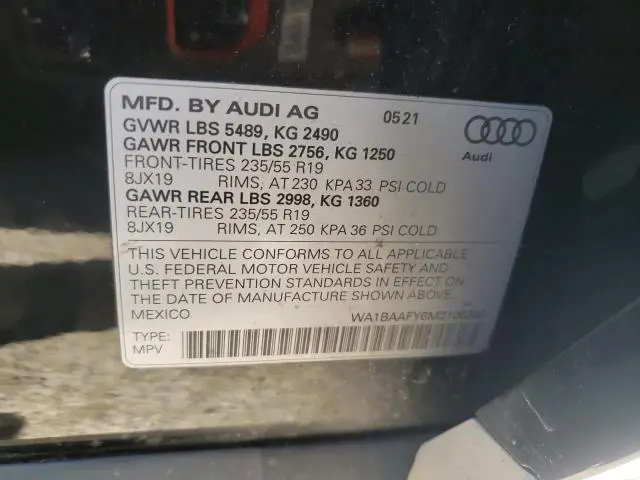 MFD. BY AUDI AG 05 21
GVWR LBS 5489, KG 2490
GAWR FRONT LBS 2756, KG 1250
FRONT-TIRES 235/55 R19
8JX19 RIMS, AT 230 KPA 33 PSI COLD
GAWR REAR LBS 2998, KG 1360
REAR-TIRES 235/55 R19
8JX19 RIMS, AT 250 KPA 36 PSI COLD
Audi
THIS VEHICLE CONFORMS TO ALL APPLICABLE
U.S. FEDERAL MOTOR VEHICLE SAFETY AND
THEFT PREVENTION STANDARDS IN EFFECT ON
THE DATE OF MANUFACTURE SHOWN ABOVE.
MEXICO
TYPE:
MPV